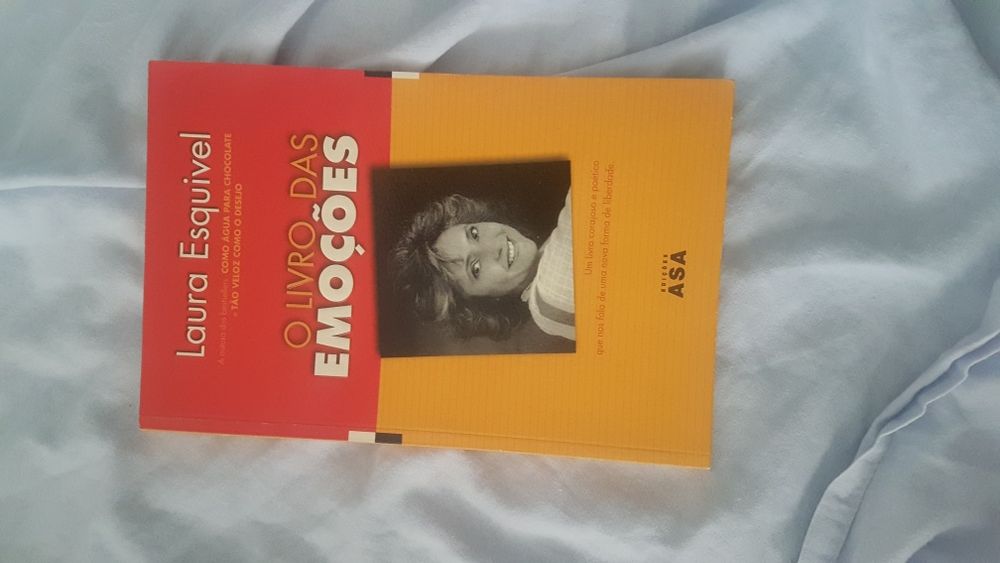 Laura Esquivel
A autora dos bestsellers COMO ÁGUA PARA CHOCOLATE
e TÃO VELOZ COMO O DESEJO
O LIVRO DAS
EMOÇÕES
Um livro corajoso e poético
que nos fala de uma nova forma de liberdade.
EDIÇÕES
ASA